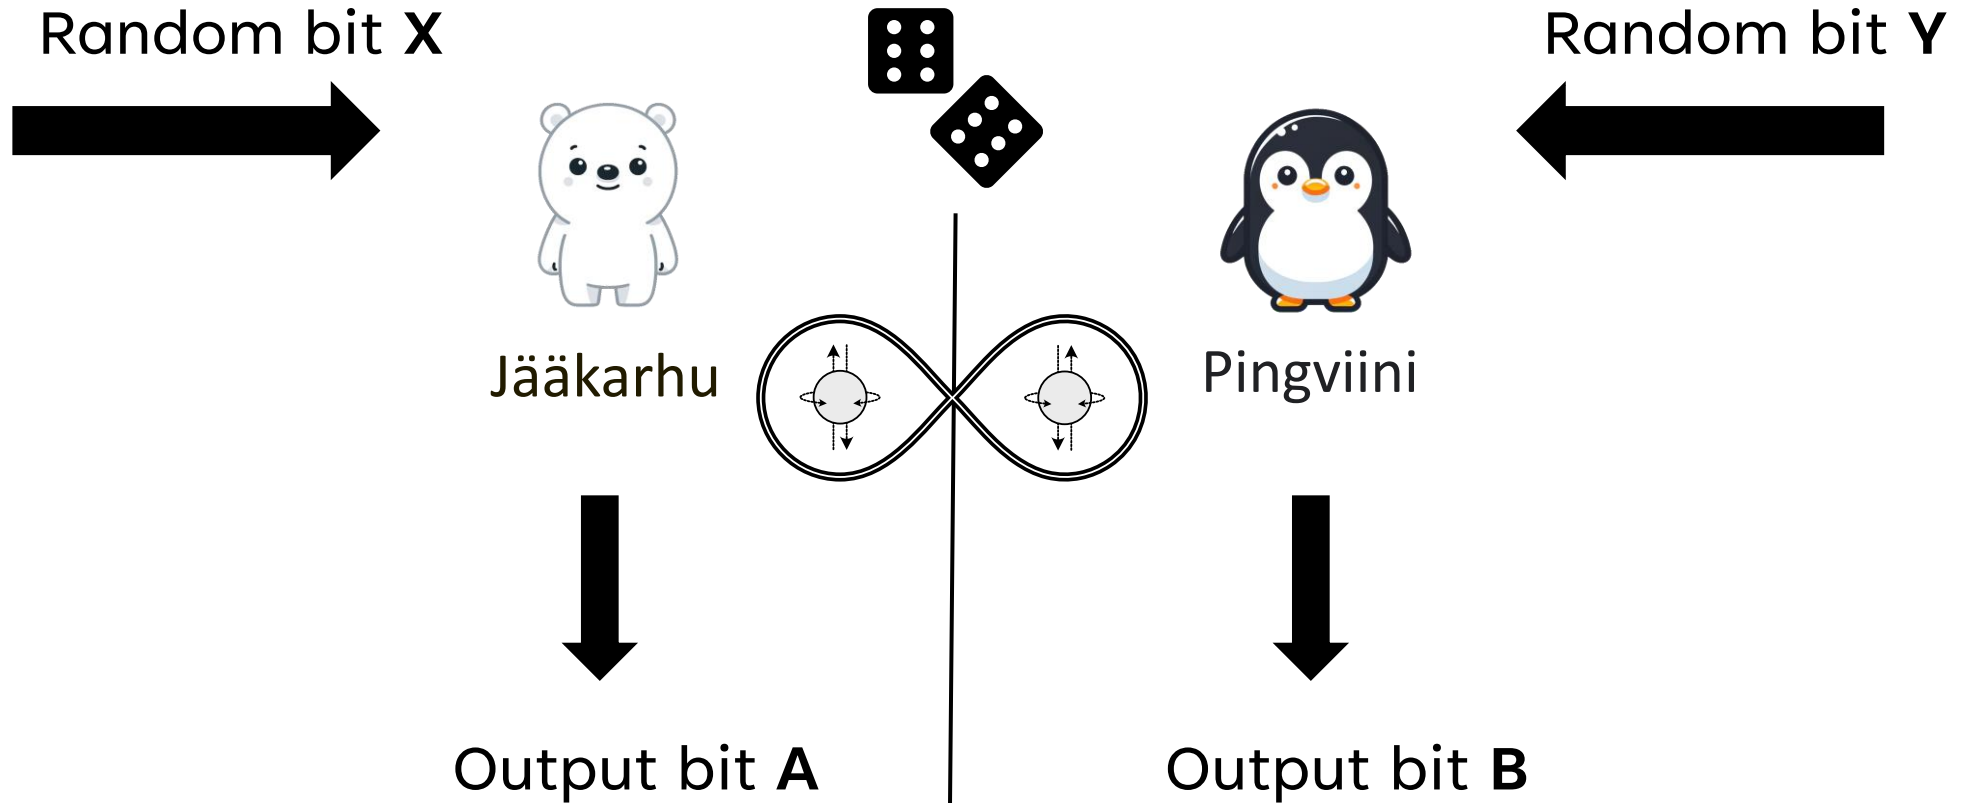 Random bit X
Random bit Y
Jääkarhu
Pingviini
Output bit A
Output bit B